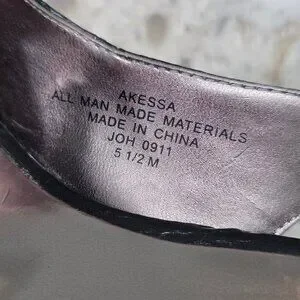 AKESSA
ALL MAN MADE MATERIALS
MADE IN CHINA
JOH 0911
5 1/2 M